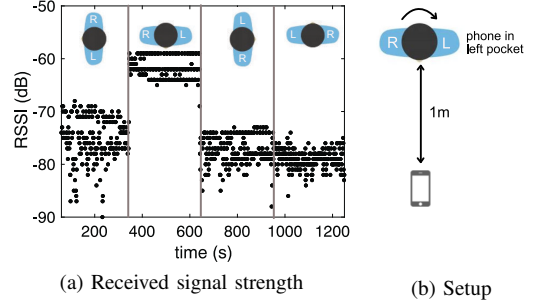 R
L
R L
L
R
L R
-50
-60
-70
-80
-90
RSSI (dB)
200 400 600 800 1000 1200
time (s)
(a) Received signal strength
R L
phone in
left pocket
1m
(b) Setup